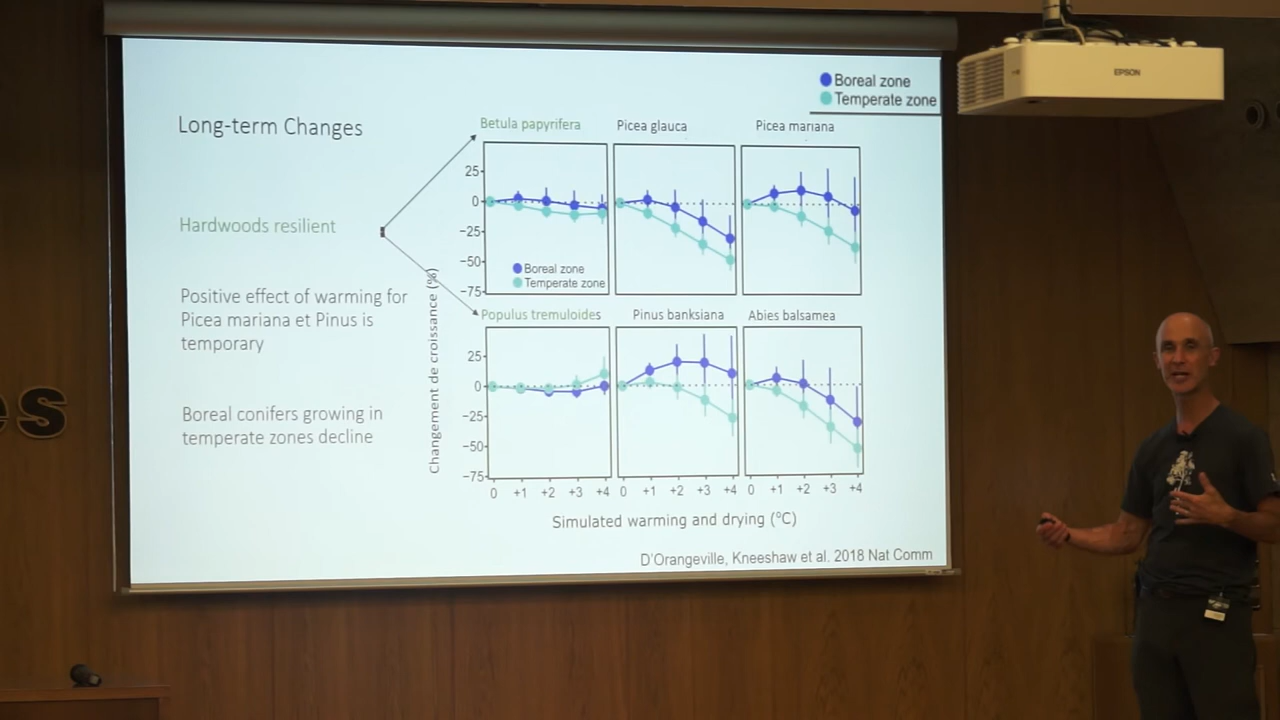 Boreal zone
Temperate zone
Long-term Changes
Hardwoods resilient
Positive effect of warming for
Picea mariana et Pinus is
temporary
Boreal conifers growing in
temperate zones decline
Betula papyrifera
Picea glauca
Picea mariana
25
0
−25
−50
−75
Boreal zone
Temperate zone
Changement de croissance (%)
Populus tremuloides
Pinus banksiana
Abies balsamea
25
0
−25
−50
−75
0 +1 +2 +3 +4
0 +1 +2 +3 +4
0 +1 +2 +3 +4
Simulated warming and drying (°C)
D'Orangeville, Kneeshaw et al. 2018 Nat Comm
EPSON
es